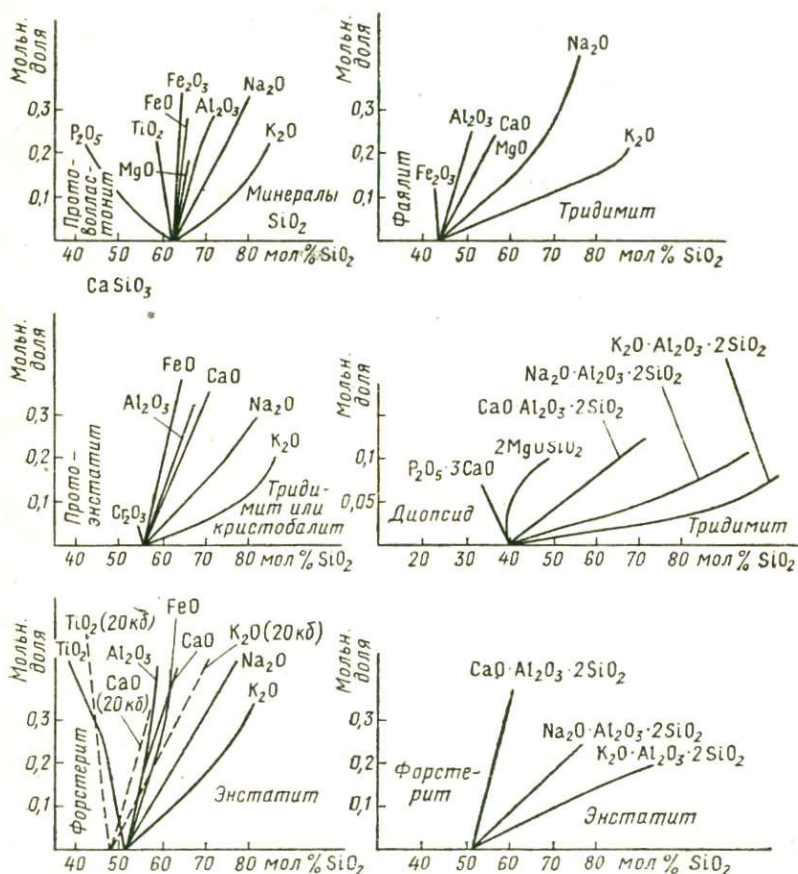 Мольн. доля
0,3
0,2
0,1
P₂O₅
TiO₂
FeO
Fe₂O₃
Al₂O₃
MgO
Na₂O
K₂O
Прото-
воллас-
тонит
Минералы
SiO₂
40 50 60 70 80 мол % SiO₂
CaSiO₃
Мольн. доля
0,3
0,2
0,1
Fe₂O₃
Al₂O₃
CaO
MgO
Na₂O
K₂O
Фаялит
Тридимит
40 50 60 70 80 мол % SiO₂
Мольн. доля
0,3
0,2
0,1
Cr₂O₃
Al₂O₃
FeO
CaO
Na₂O
K₂O
Прото-
энстатит
Триди-
мит или
кристобалит
40 50 60 70 80 мол % SiO₂
Мольн. доля
0,1
0,05
P₂O₅·3CaO
2MgOSiO₂
CaO·Al₂O₃·2SiO₂
Na₂O·Al₂O₃·2SiO₂
K₂O·Al₂O₃·2SiO₂
Диопсид
Тридимит
20 30 40 50 60 70 80 мол % SiO₂
Мольн. доля
0,3
0,2
0,1
TiO₂
TiO₂(20кб)
Al₂O₃
CaO
(20кб)
FeO
CaO
K₂O(20кб)
Na₂O
K₂O
Форстерит
Энстатит
40 50 60 70 80 мол % SiO₂
Мольн. доля
0,3
0,2
0,1
CaO·Al₂O₃·2SiO₂
Na₂O·Al₂O₃·2SiO₂
K₂O·Al₂O₃·2SiO₂
Форсте-
рит
Энстатит
40 50 60 70 80 мол % SiO₂